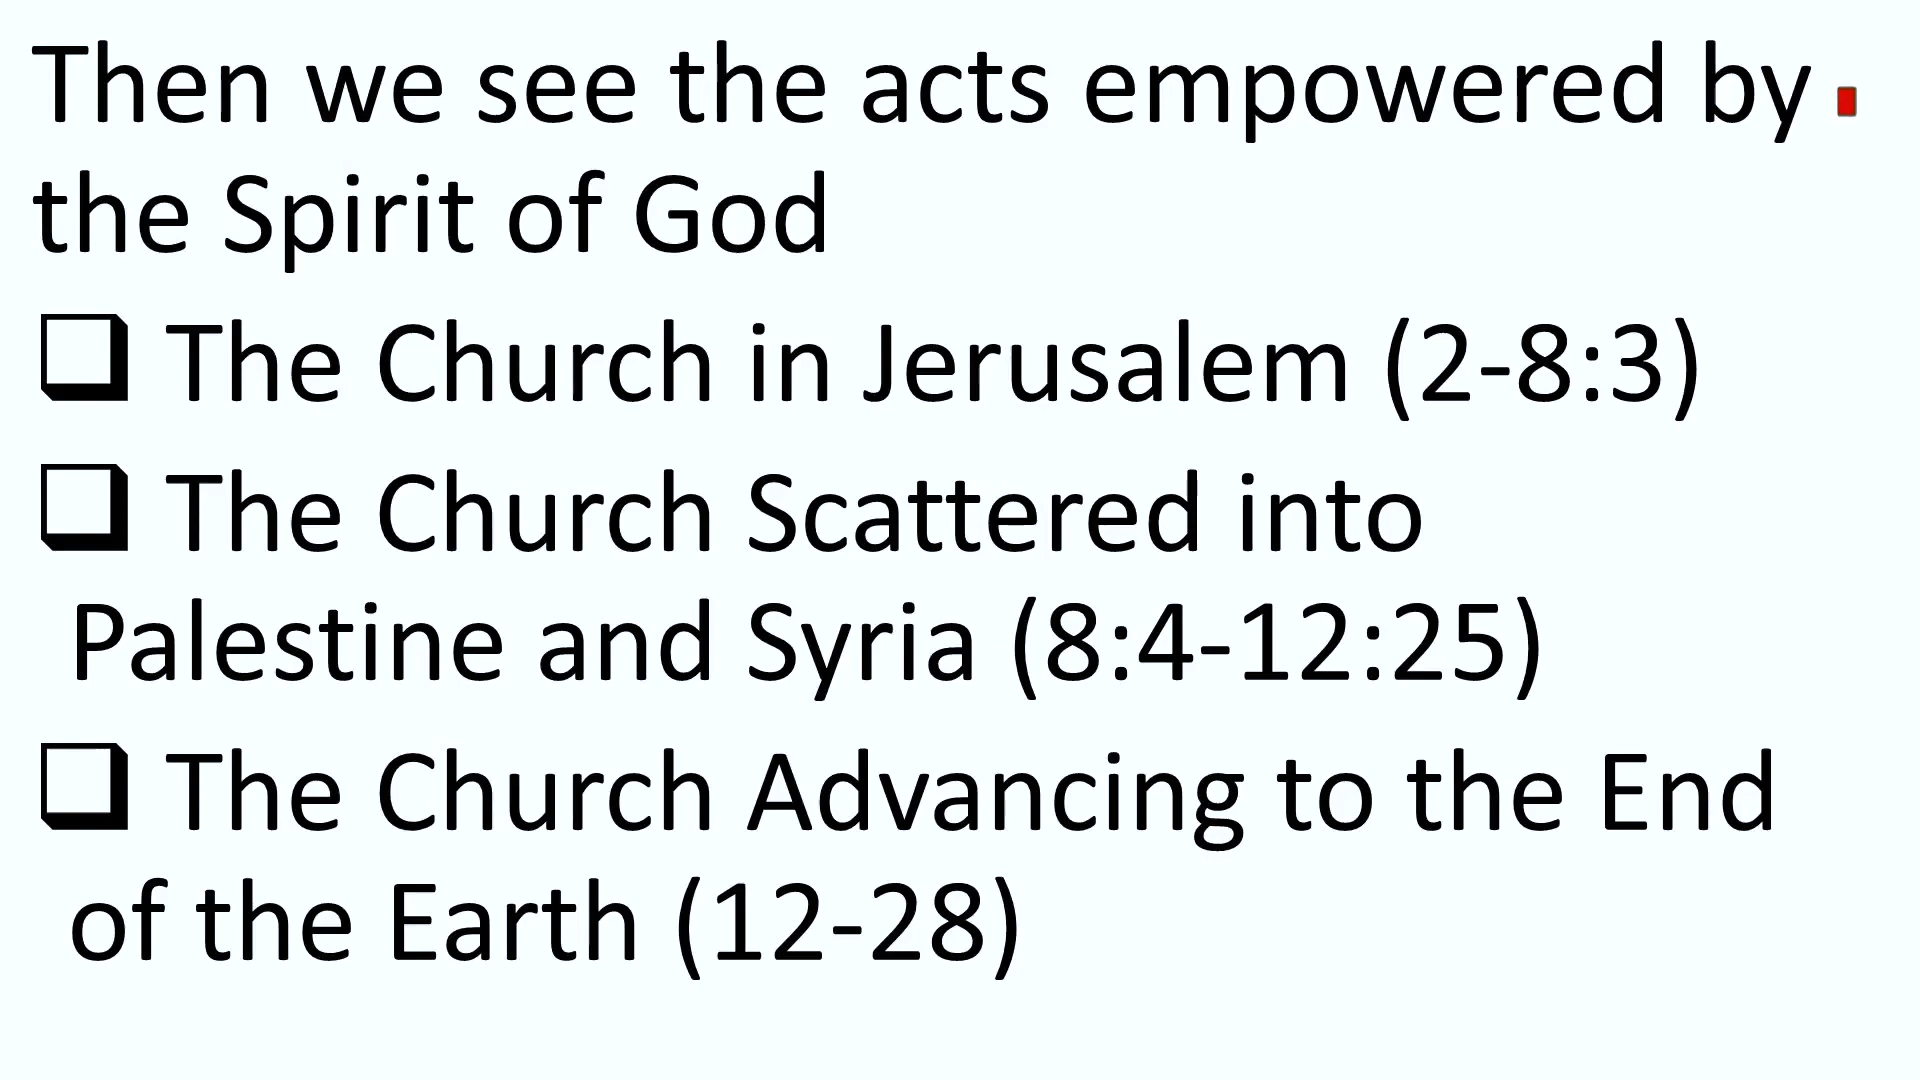 Then we see the acts empowered by
the Spirit of God
❑ The Church in Jerusalem (2-8:3)
❑ The Church Scattered into
Palestine and Syria (8:4-12:25)
❑ The Church Advancing to the End
of the Earth (12-28)